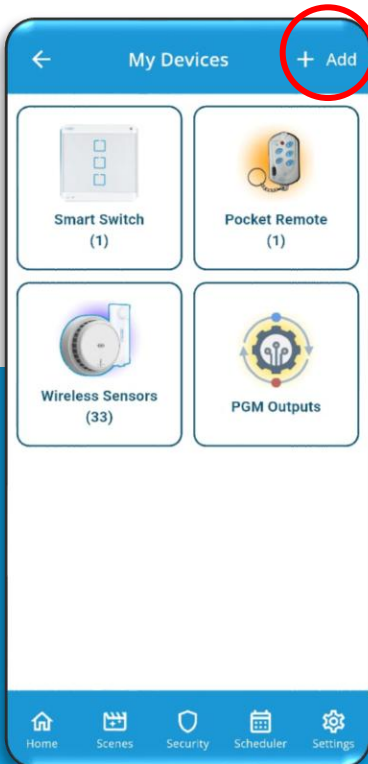 My Devices
+ Add
Smart Switch
(1)
Pocket Remote
(1)
Wireless Sensors
(33)
PGM Outputs
Home
Scenes
Security
Scheduler
Settings